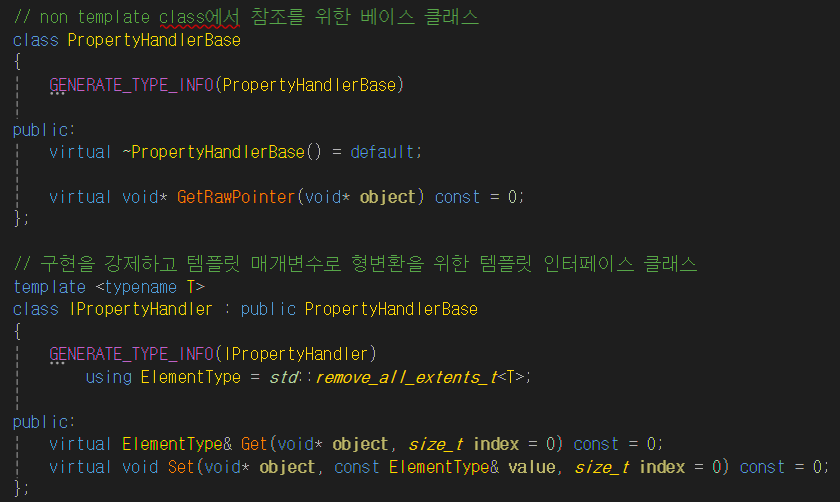 // non template class에서 참조를 위한 베이스 클래스
class PropertyHandlerBase
{
GENERATE_TYPE_INFO(PropertyHandlerBase)
public:
virtual ~PropertyHandlerBase() = default;
virtual void* GetRawPointer(void* object) const = 0;
};
// 구현을 강제하고 템플릿 매개변수로 형변환을 위한 템플릿 인터페이스 클래스
template <typename T>
class IPropertyHandler : public PropertyHandlerBase
{
GENERATE_TYPE_INFO(IPropertyHandler)
using ElementType = std::remove_all_extents_t<T>;
public:
virtual ElementType& Get(void* object, size_t index = 0) const = 0;
virtual void Set(void* object, const ElementType& value, size_t index = 0) const = 0;
};